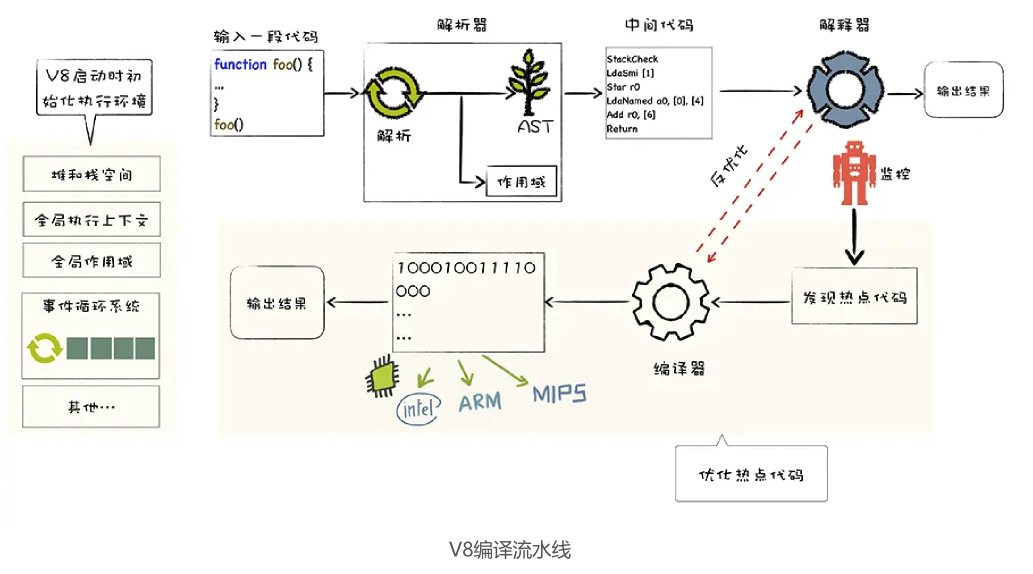 V8启动时初
始化执行环境
堆和栈空间
全局执行上下文
全局作用域
事件循环系统
其他…
输入一段代码
function foo() {
...
}
foo()
解析器
解析
AST
作用域
中间代码
StackCheck
LdaSmi [1]
Star r0
LdaNamed a0, [0], [4]
Add r0, [6]
Return
解释器
输出结果
反优化
监控
发现热点代码
编译器
10001001111O
OOO
...
...
输出结果
intel
ARM
MIPS
优化热点代码
V8编译流水线